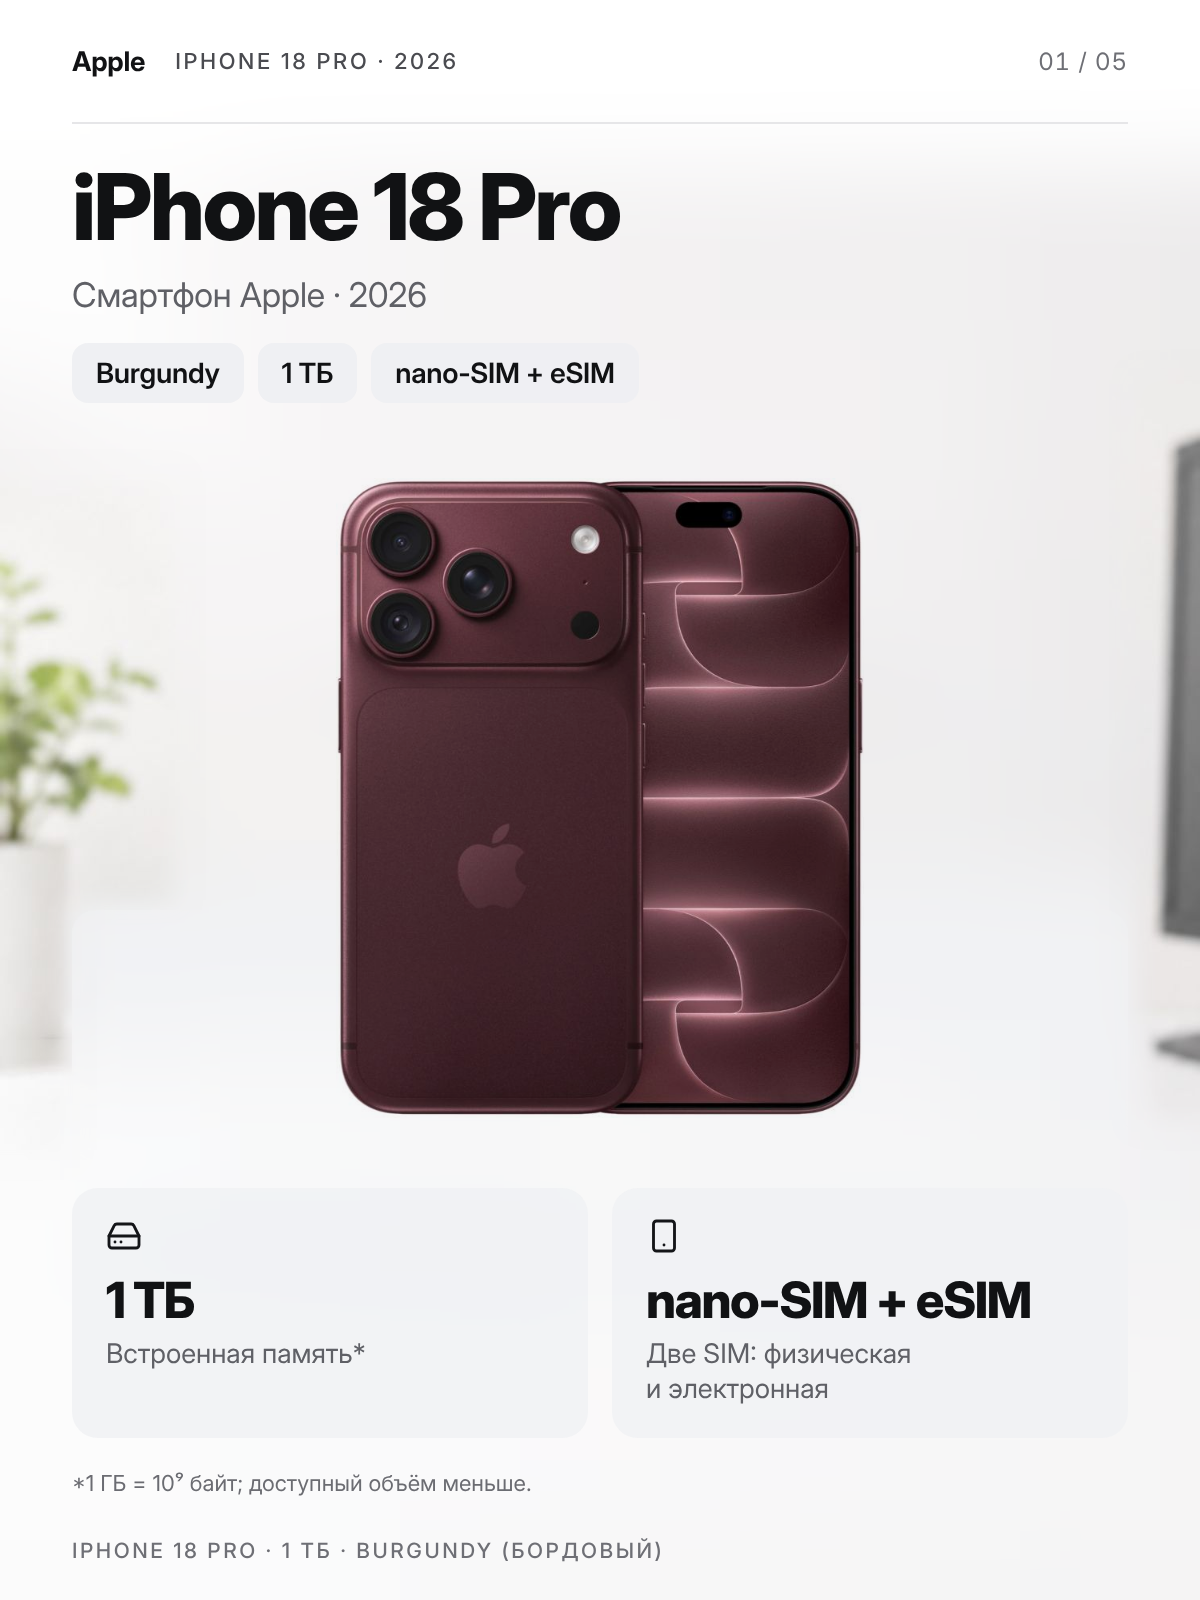 Apple IPHONE 18 PRO · 2026 01 / 05
iPhone 18 Pro
Смартфон Apple · 2026
Burgundy 1 ТБ nano-SIM + eSIM
1 ТБ
Встроенная память*
nano-SIM + eSIM
Две SIM: физическая
и электронная
*1 ГБ = 10⁹ байт; доступный объём меньше.
IPHONE 18 PRO · 1 ТБ · BURGUNDY (БОРДОВЫЙ)